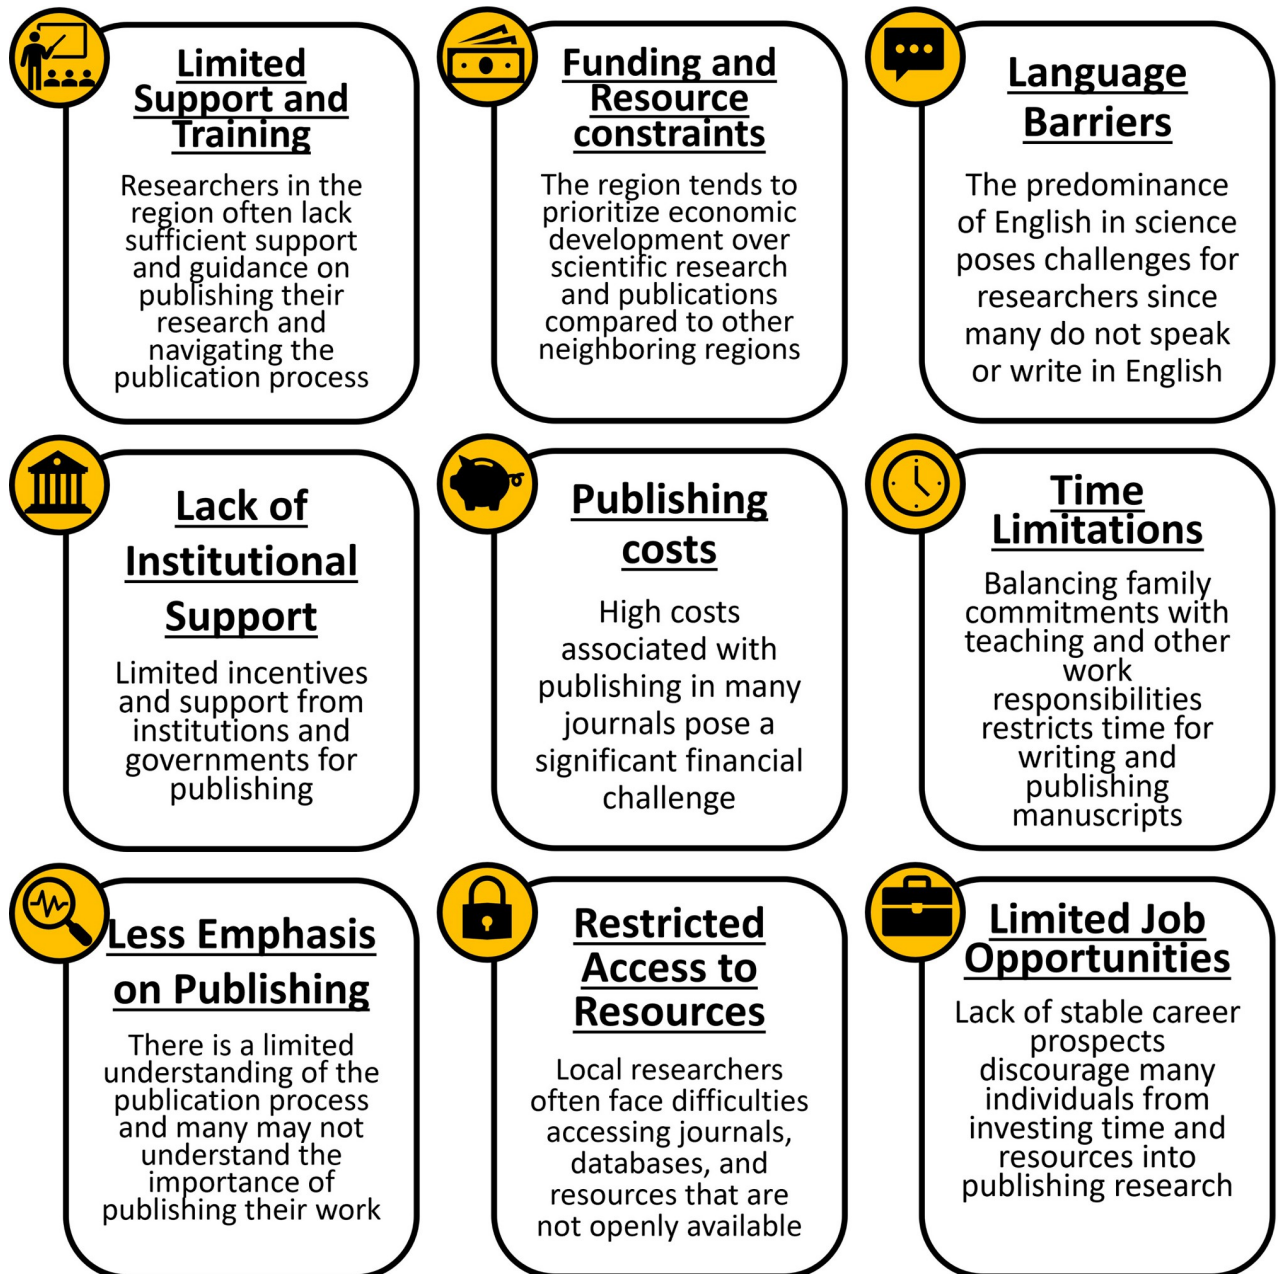 Limited
Support and
Training
Researchers in the
region often lack
sufficient support
and guidance on
publishing their
research and
navigating the
publication process
Funding and
Resource
constraints
The region tends to
prioritize economic
development over
scientific research
and publications
compared to other
neighboring regions
Language
Barriers
The predominance
of English in science
poses challenges for
researchers since
many do not speak
or write in English
Lack of
Institutional
Support
Limited incentives
and support from
institutions and
governments for
publishing
Publishing
costs
High costs
associated with
publishing in many
journals pose a
significant financial
challenge
Time
Limitations
Balancing family
commitments with
teaching and other
work
responsibilities
restricts time for
writing and
publishing
manuscripts
Less Emphasis
on Publishing
There is a limited
understanding of the
publication process
and many may not
understand the
importance of
publishing their work
Restricted
Access to
Resources
Local researchers
often face difficulties
accessing journals,
databases, and
resources that are
not openly available
Limited Job
Opportunities
Lack of stable career
prospects
discourage many
individuals from
investing time and
resources into
publishing research